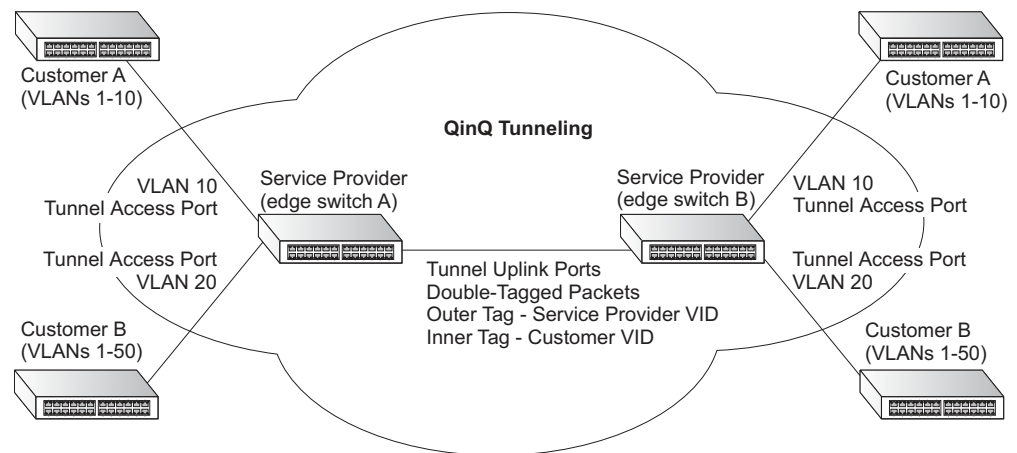 Customer A
(VLANs 1-10)
Customer A
(VLANs 1-10)
QinQ Tunneling
VLAN 10
Tunnel Access Port
Service Provider
(edge switch A)
Service Provider
(edge switch B)
VLAN 10
Tunnel Access Port
Tunnel Access Port
VLAN 20
Tunnel Uplink Ports
Double-Tagged Packets
Outer Tag - Service Provider VID
Inner Tag - Customer VID
Tunnel Access Port
VLAN 20
Customer B
(VLANs 1-50)
Customer B
(VLANs 1-50)